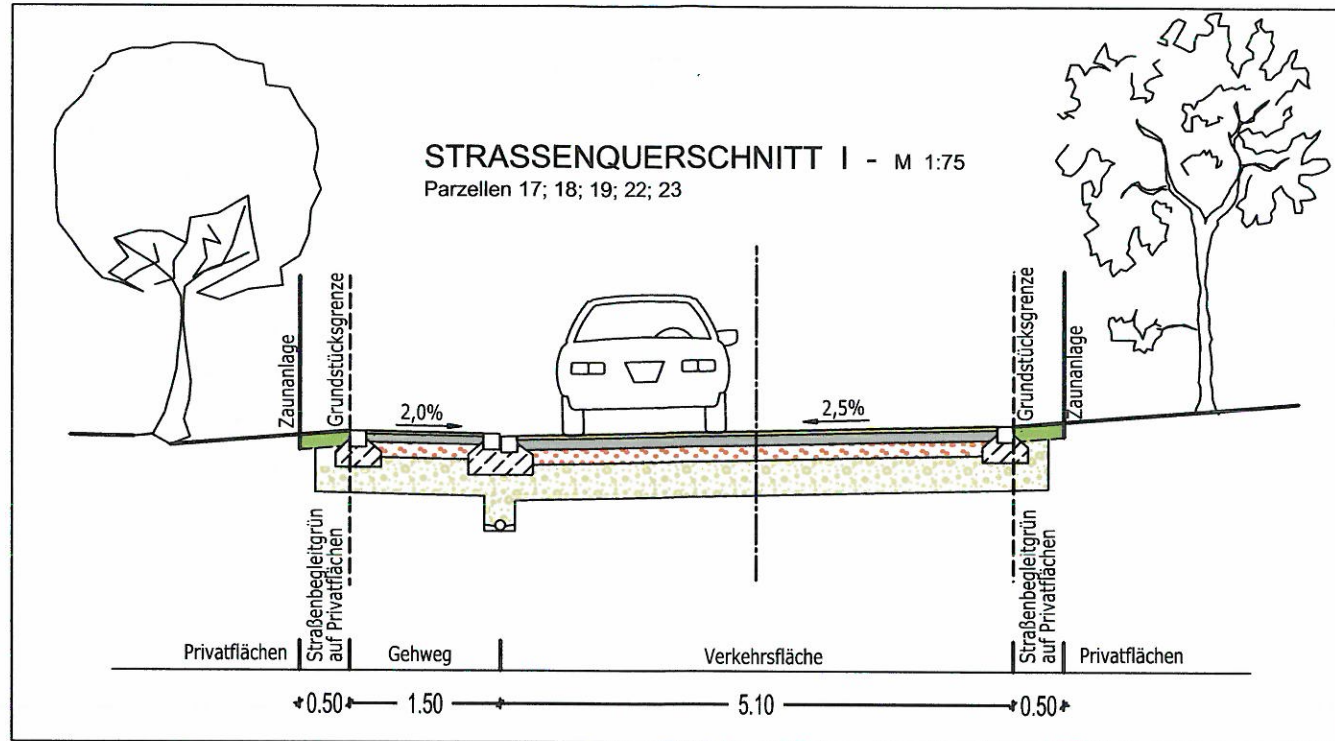 STRASSENQUERSCHNITT I - M 1:75
Parzellen 17; 18; 19; 22; 23
Zaunanlage
Grundstücksgrenze
2,0%
2,5%
Grundstücksgrenze
Zaunanlage
Privatflächen
Straßenbegleitgrün
auf Privatflächen
Gehweg
Verkehrsfläche
Straßenbegleitgrün
auf Privatflächen
Privatflächen
0.50
1.50
5.10
0.50